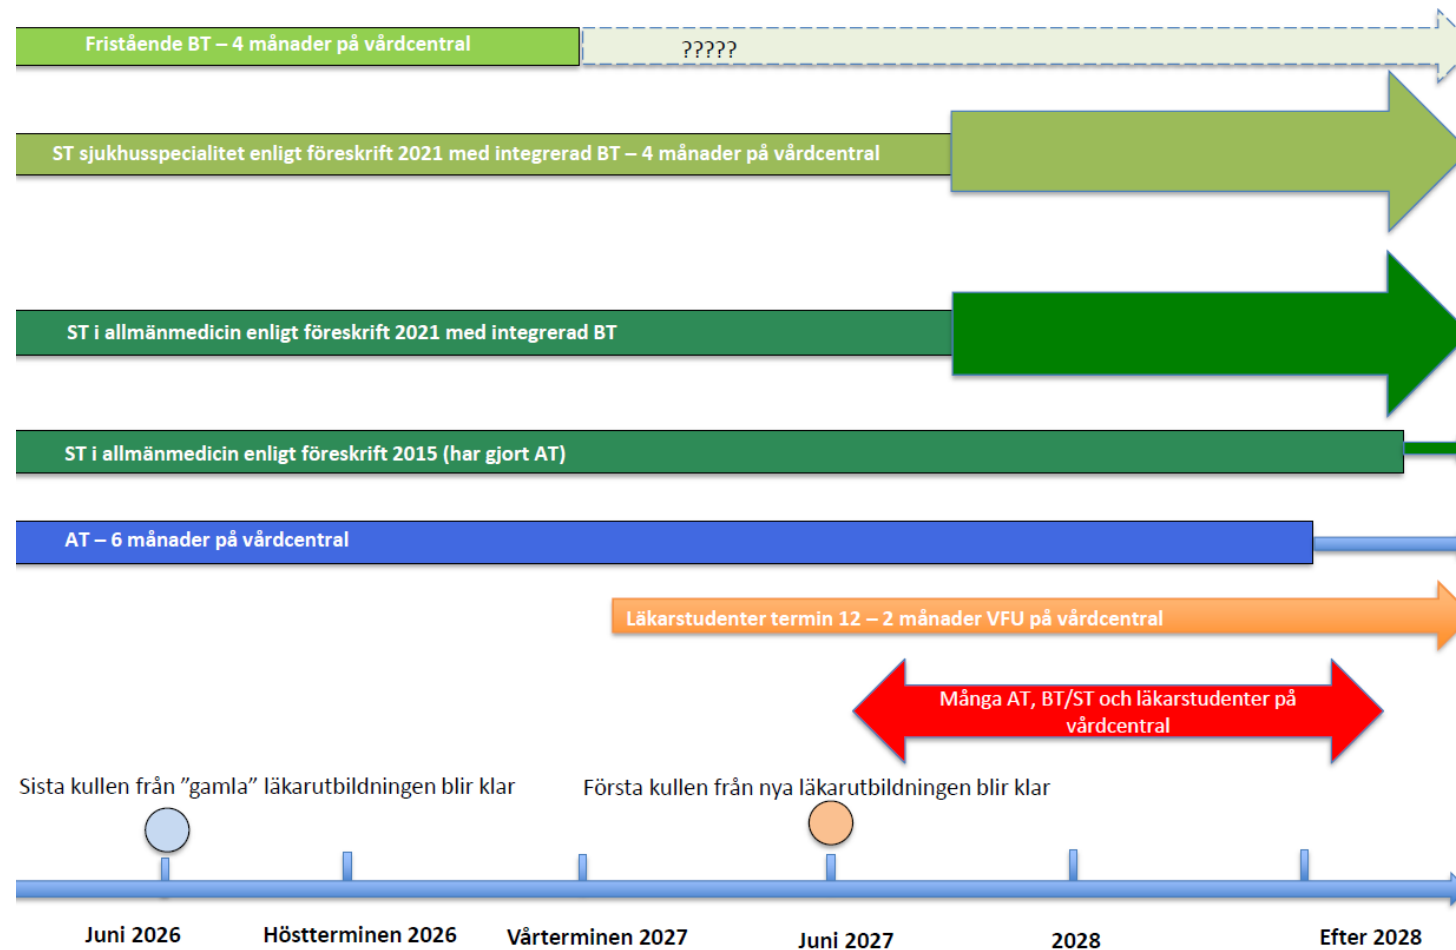 Fristående BT – 4 månader på vårdcentral
?????
ST sjukhusspecialitet enligt föreskrift 2021 med integrerad BT – 4 månader på vårdcentral
ST i allmänmedicin enligt föreskrift 2021 med integrerad BT
ST i allmänmedicin enligt föreskrift 2015 (har gjort AT)
AT – 6 månader på vårdcentral
Läkarstudenter termin 12 – 2 månader VFU på vårdcentral
Många AT, BT/ST och läkarstudenter på
vårdcentral
Sista kullen från ”gamla” läkarutbildningen blir klar
Första kullen från nya läkarutbildningen blir klar
Juni 2026
Höstterminen 2026
Vårterminen 2027
Juni 2027
2028
Efter 2028